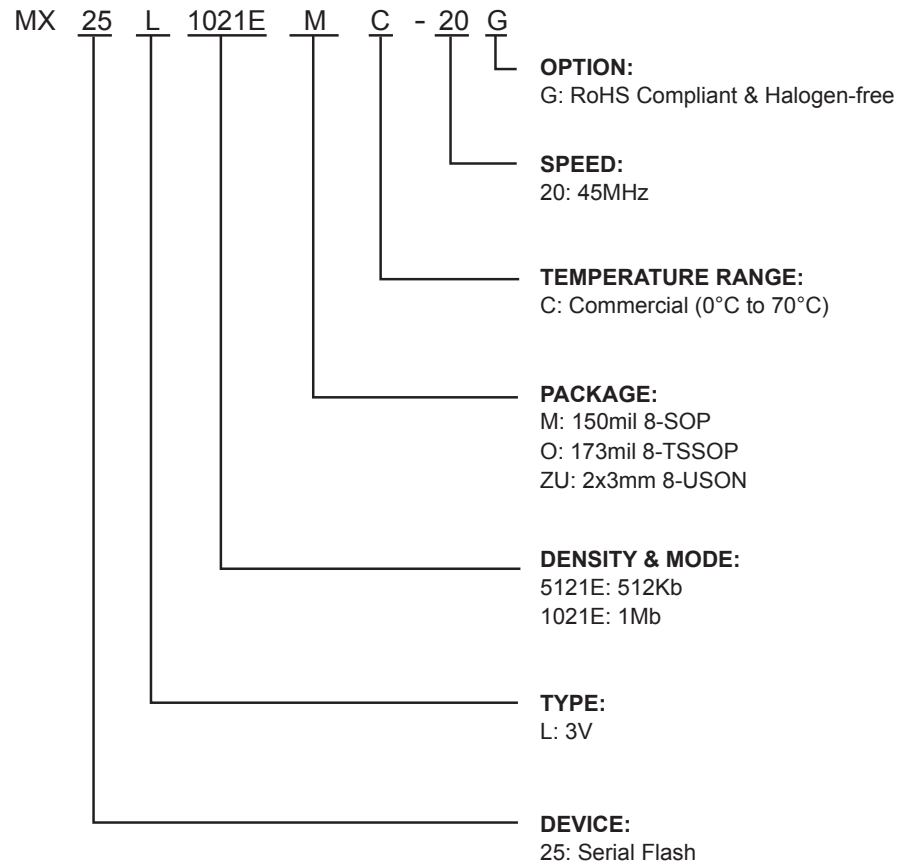 MX 25 L 1021E M C - 20 G
OPTION:
G: RoHS Compliant & Halogen-free
SPEED:
20: 45MHz
TEMPERATURE RANGE:
C: Commercial (0°C to 70°C)
PACKAGE:
M: 150mil 8-SOP
O: 173mil 8-TSSOP
ZU: 2x3mm 8-USON
DENSITY & MODE:
5121E: 512Kb
1021E: 1Mb
TYPE:
L: 3V
DEVICE:
25: Serial Flash